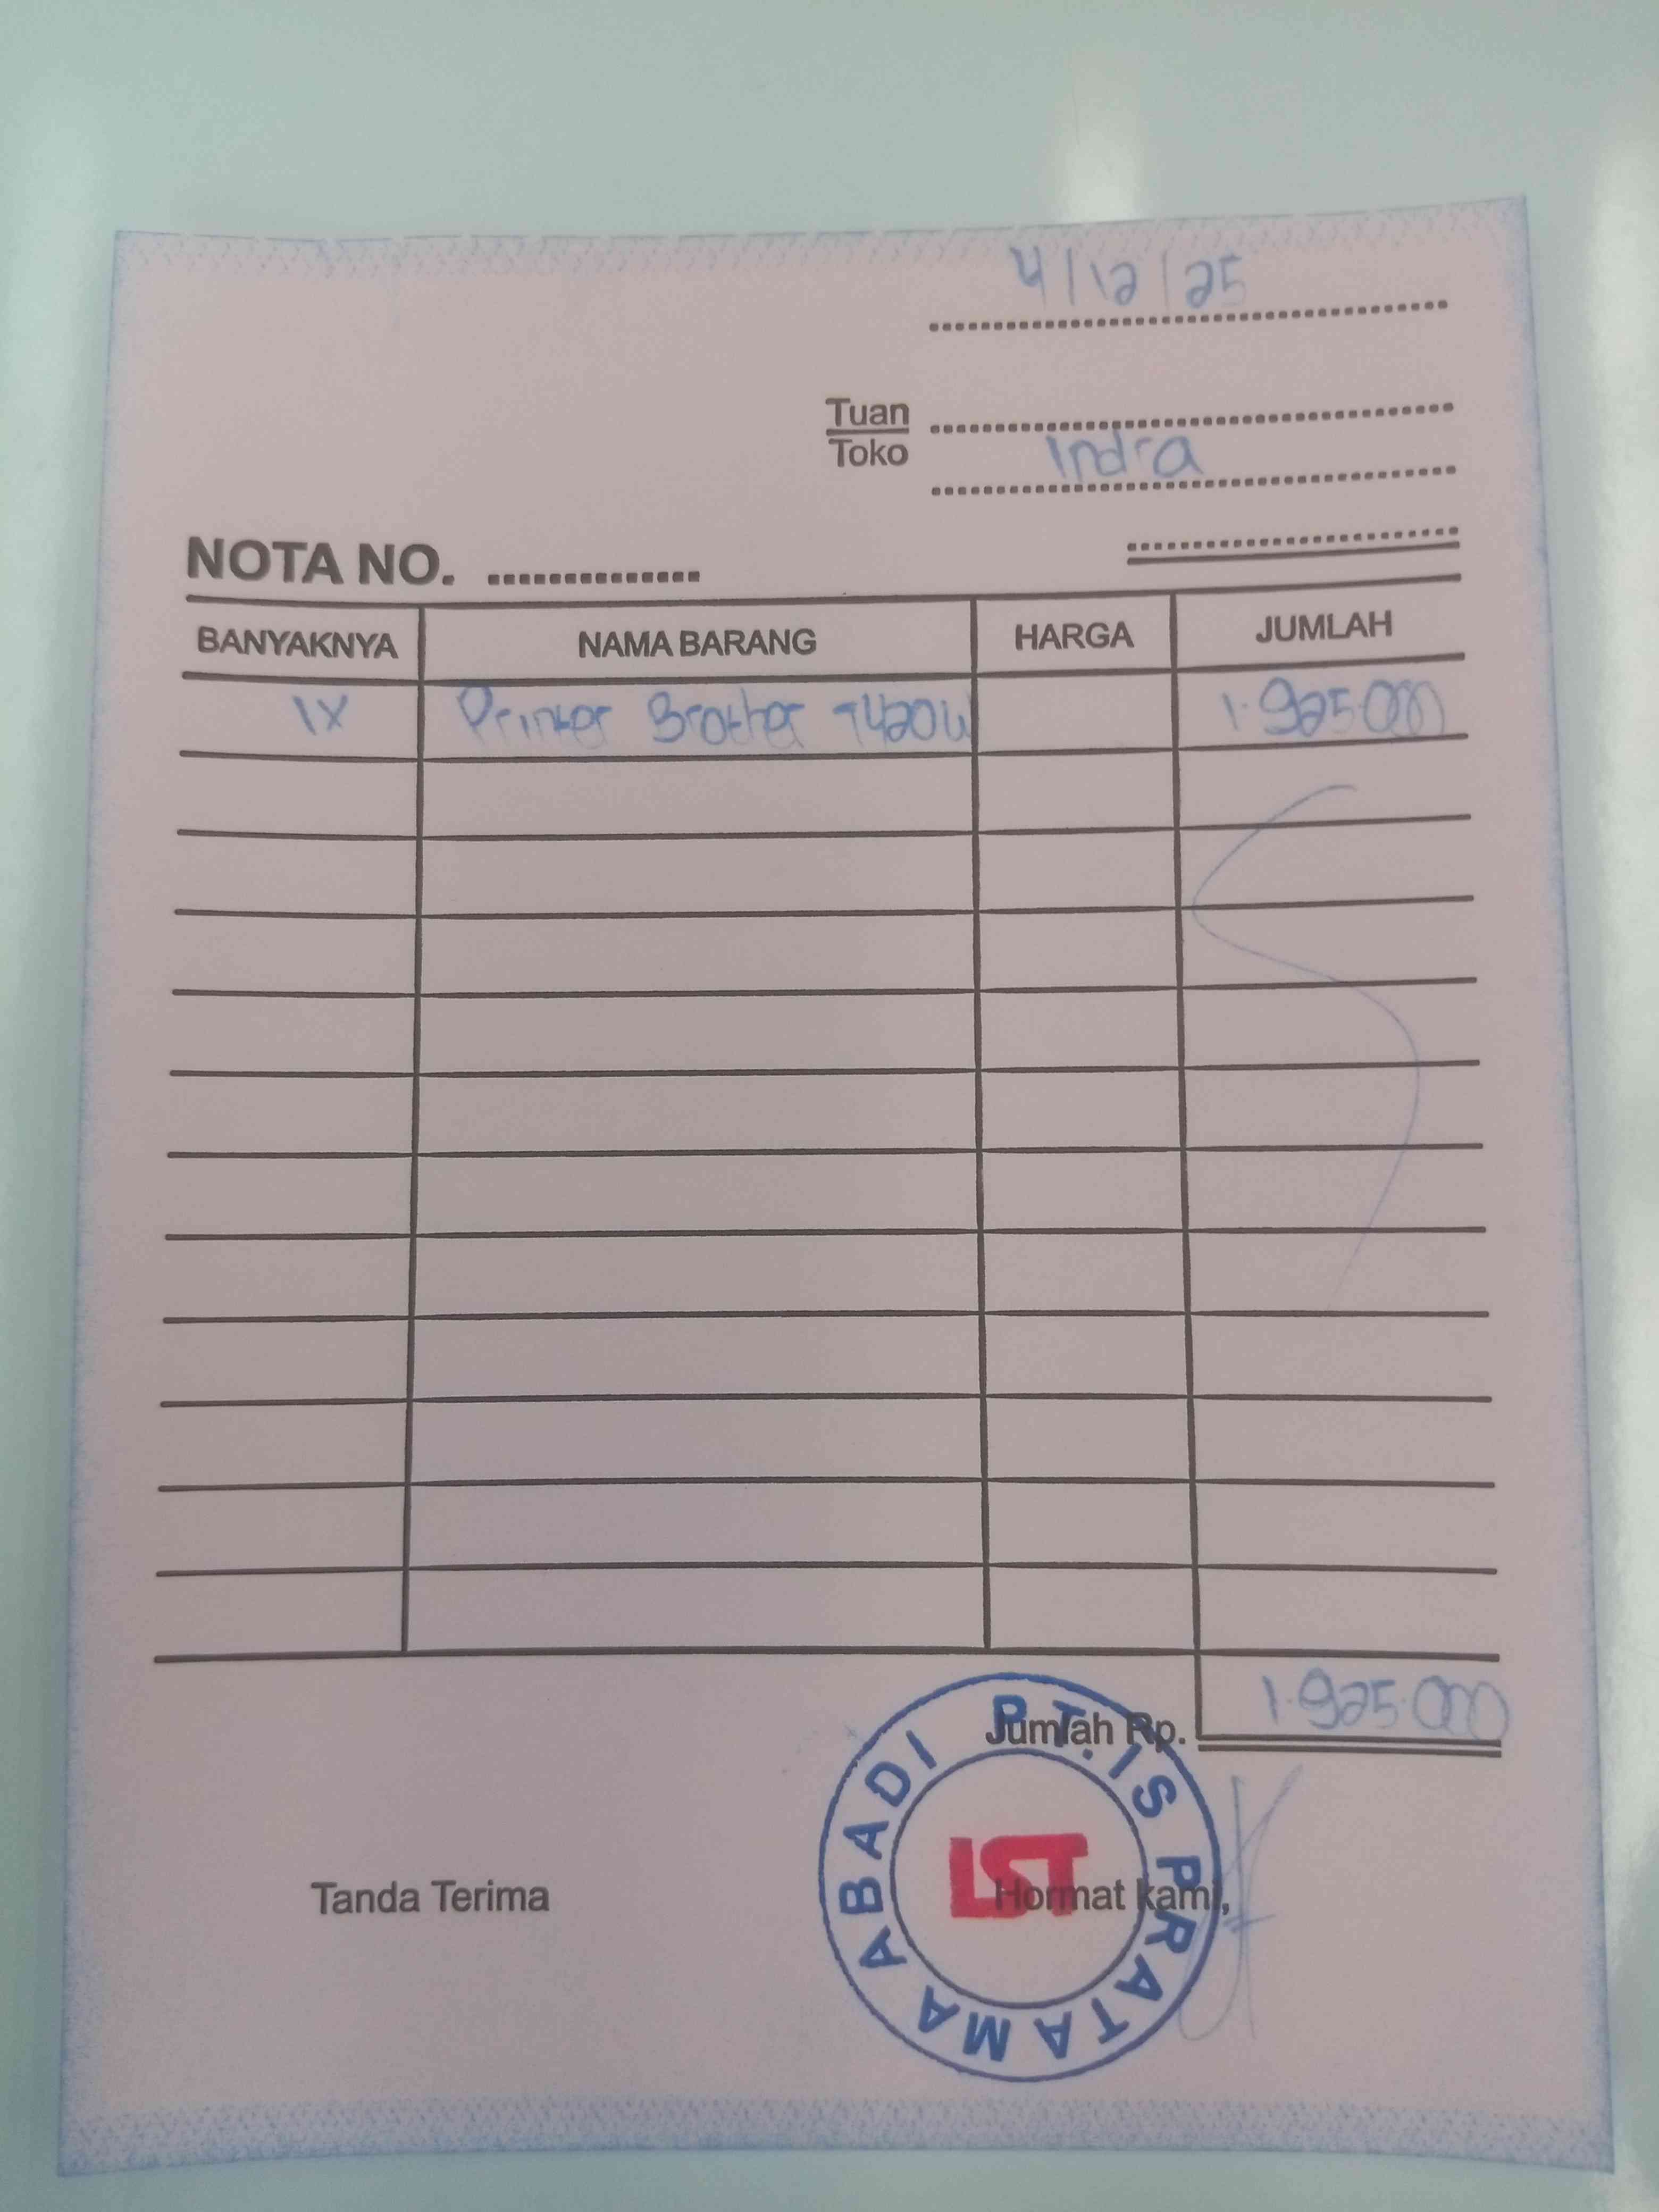 4/12/25
Tuan
Toko
Indra
NOTA NO. ..............
BANYAKNYA NAMA BARANG HARGA JUMLAH
1X Printer Brother T420W 1.925.000
Jumlah Rp. 1.925.000
Tanda Terima Hormat kami,
P.T. IS PRATAMA ABADI
IST